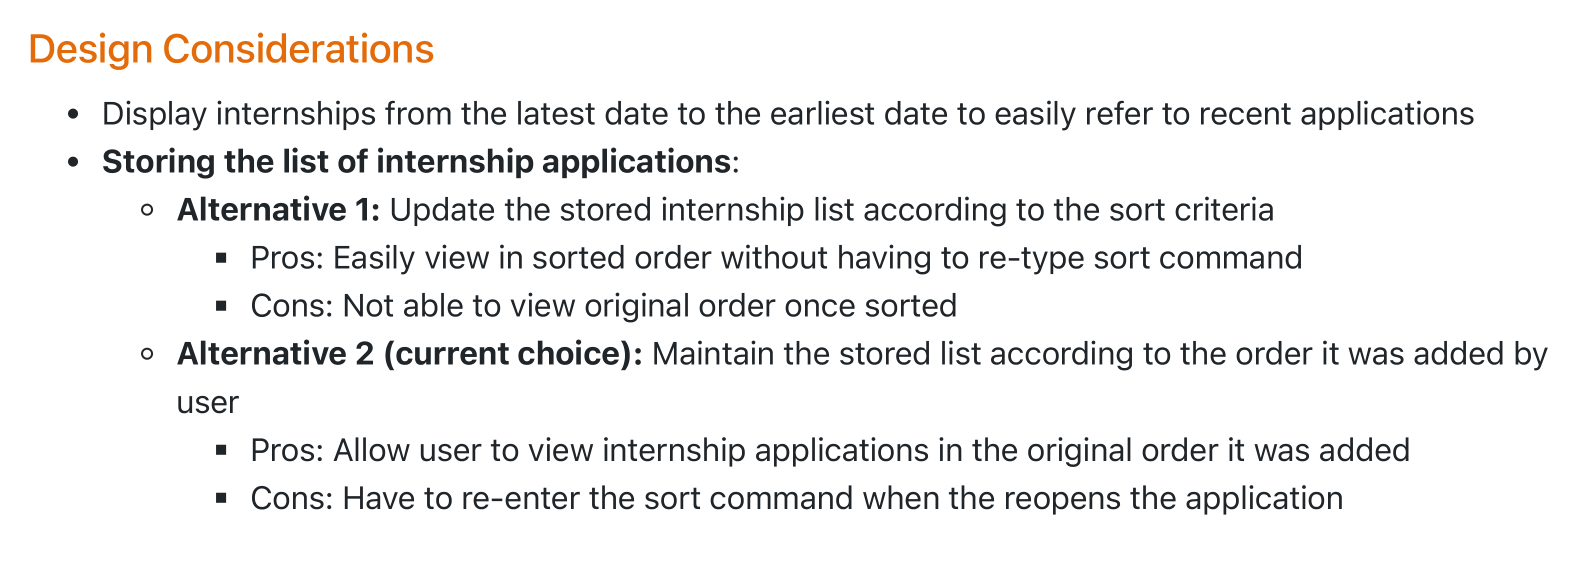 Design Considerations
• Display internships from the latest date to the earliest date to easily refer to recent applications
• Storing the list of internship applications:
◦ Alternative 1: Update the stored internship list according to the sort criteria
▪ Pros: Easily view in sorted order without having to re-type sort command
▪ Cons: Not able to view original order once sorted
◦ Alternative 2 (current choice): Maintain the stored list according to the order it was added by
user
▪ Pros: Allow user to view internship applications in the original order it was added
▪ Cons: Have to re-enter the sort command when the reopens the application